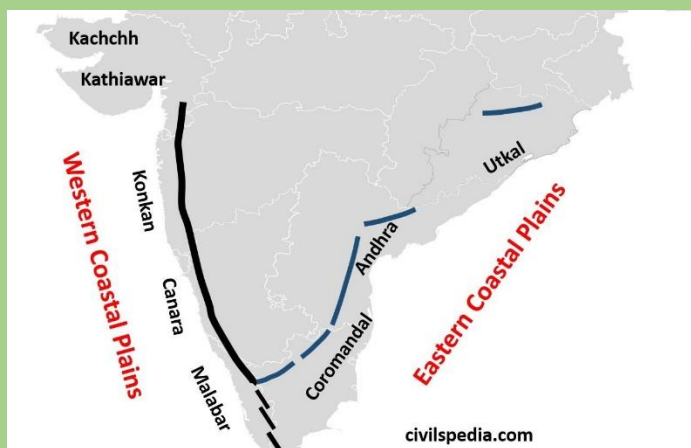 Kachchh
Kathiawar
Utkal
Western Coastal Plains
Konkan
Andhra
Eastern Coastal Plains
Canara
Coromandal
Malabar
civilspedia.com